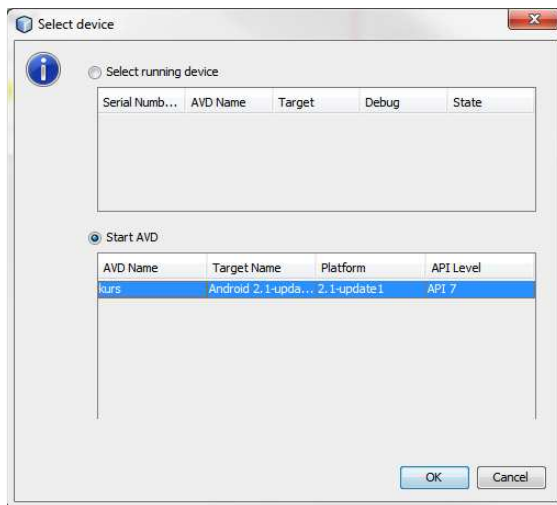 Select device
Select running device
Serial Numb... AVD Name Target Debug State
Start AVD
AVD Name Target Name Platform API Level
kurs Android 2.1-upda... 2.1-update1 API 7
OK Cancel